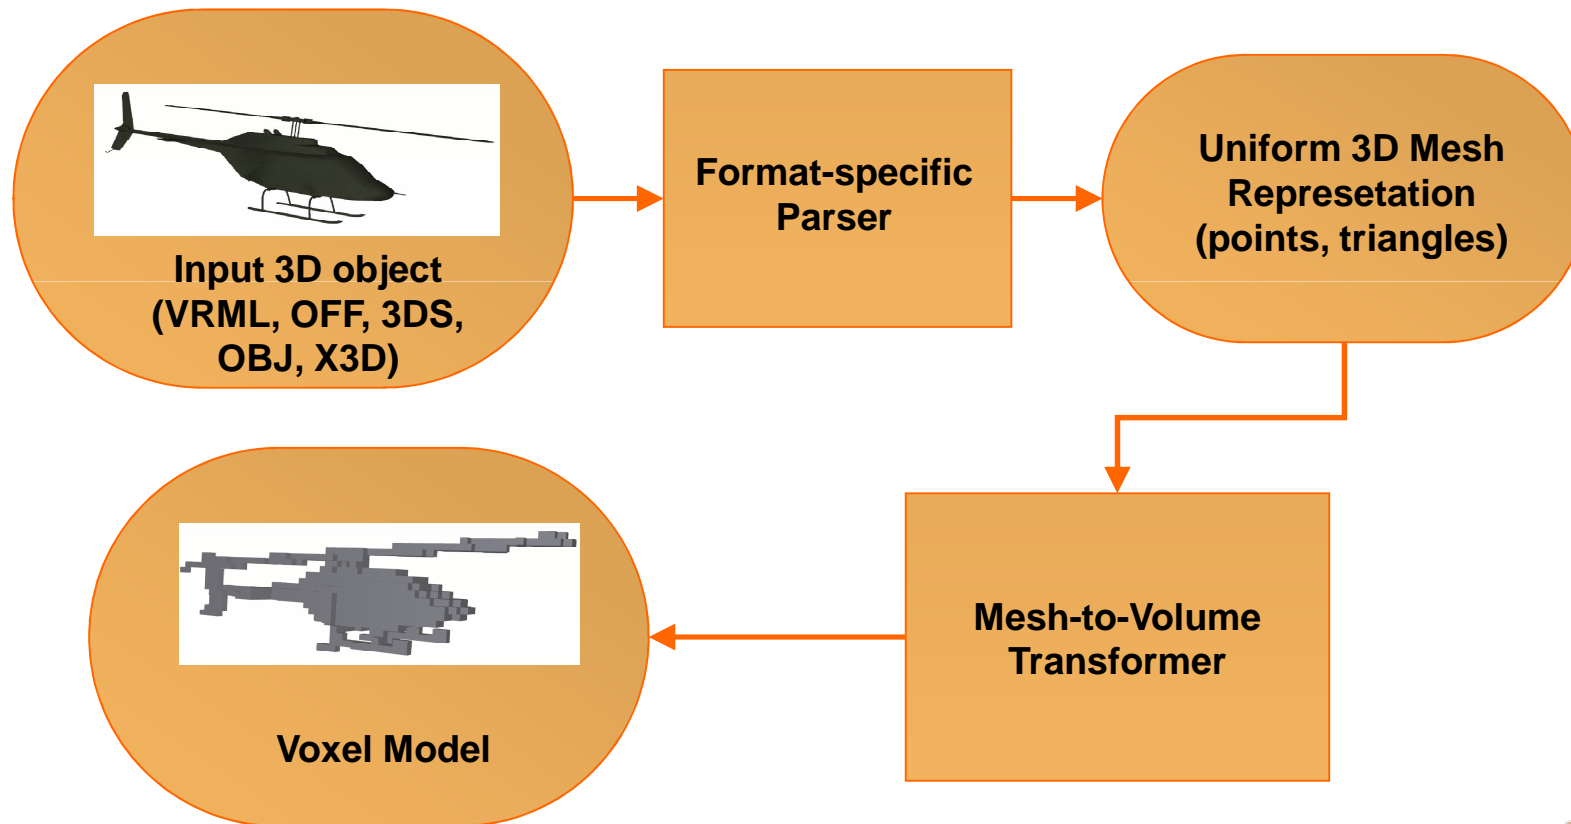 Input 3D object
(VRML, OFF, 3DS,
OBJ, X3D)
Format-specific
Parser
Uniform 3D Mesh
Represetation
(points, triangles)
Mesh-to-Volume
Transformer
Voxel Model